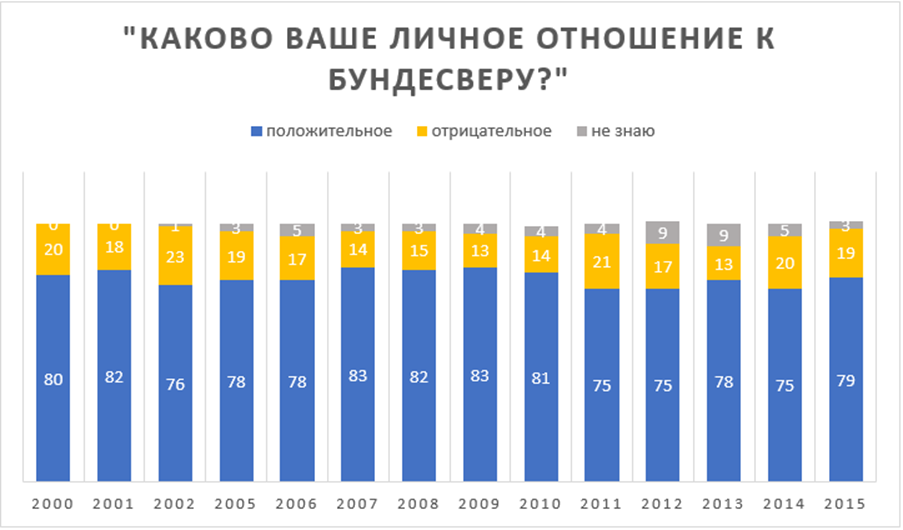 "КАКОВО ВАШЕ ЛИЧНОЕ ОТНОШЕНИЕ К
БУНДЕСВЕРУ?"
положительное отрицательное не знаю
0 0 1 3 5 3 3 4 4 4 9 9 5 3
20 18 23 19 17 14 15 13 14 21 17 13 20 19
80 82 76 78 78 83 82 83 81 75 75 78 75 79
2000 2001 2002 2005 2006 2007 2008 2009 2010 2011 2012 2013 2014 2015